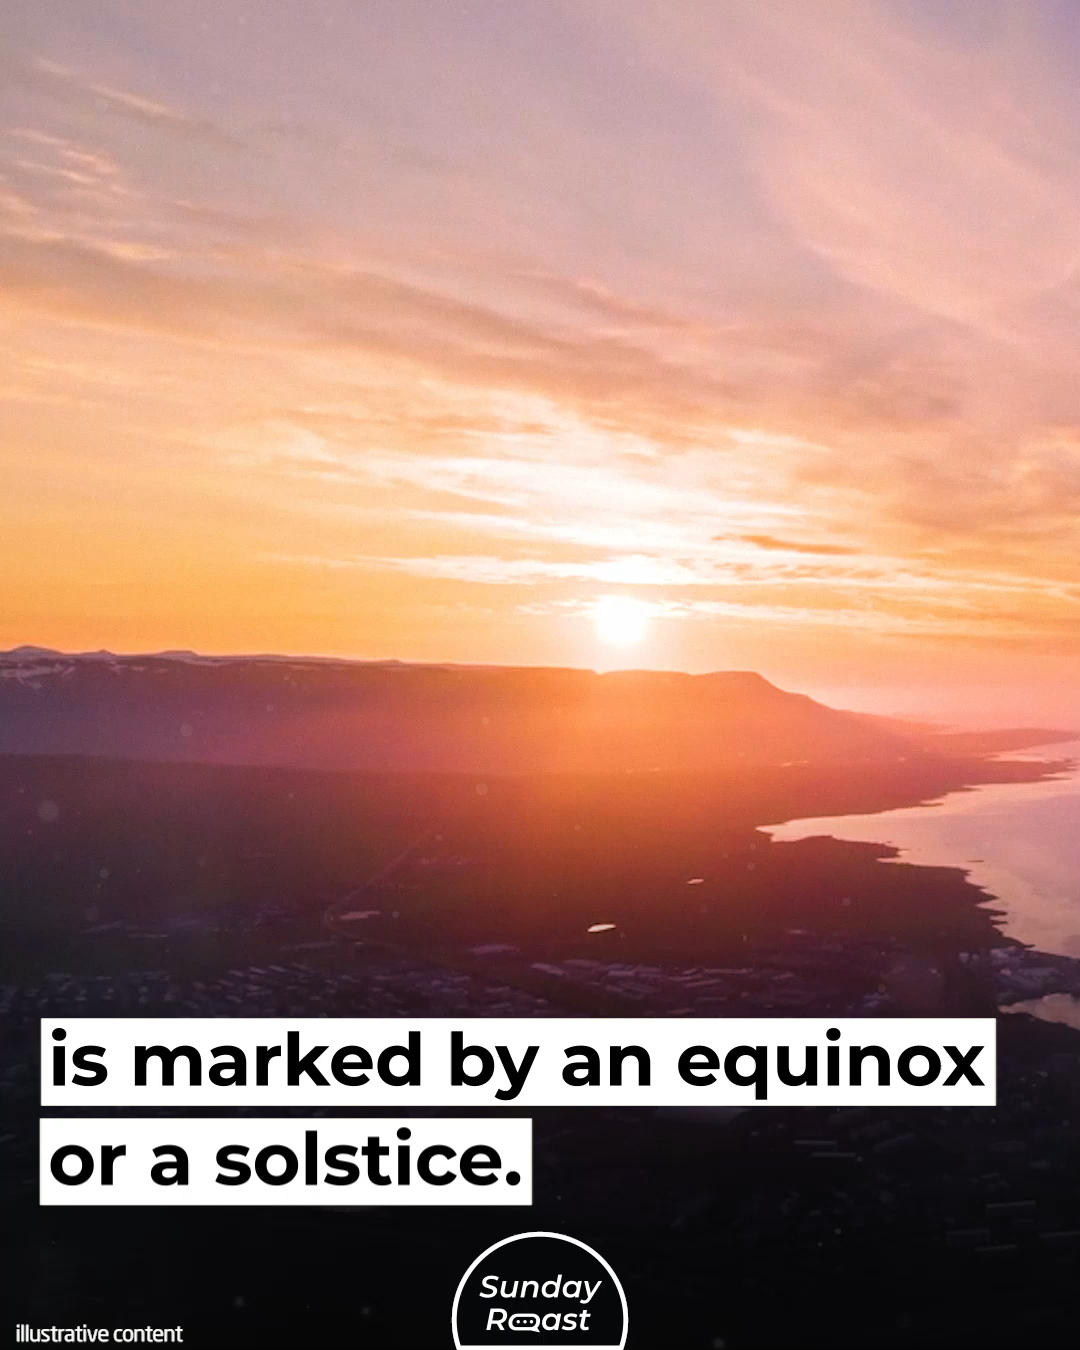 is marked by an equinox
or a solstice.
Sunday
Roast
illustrative content